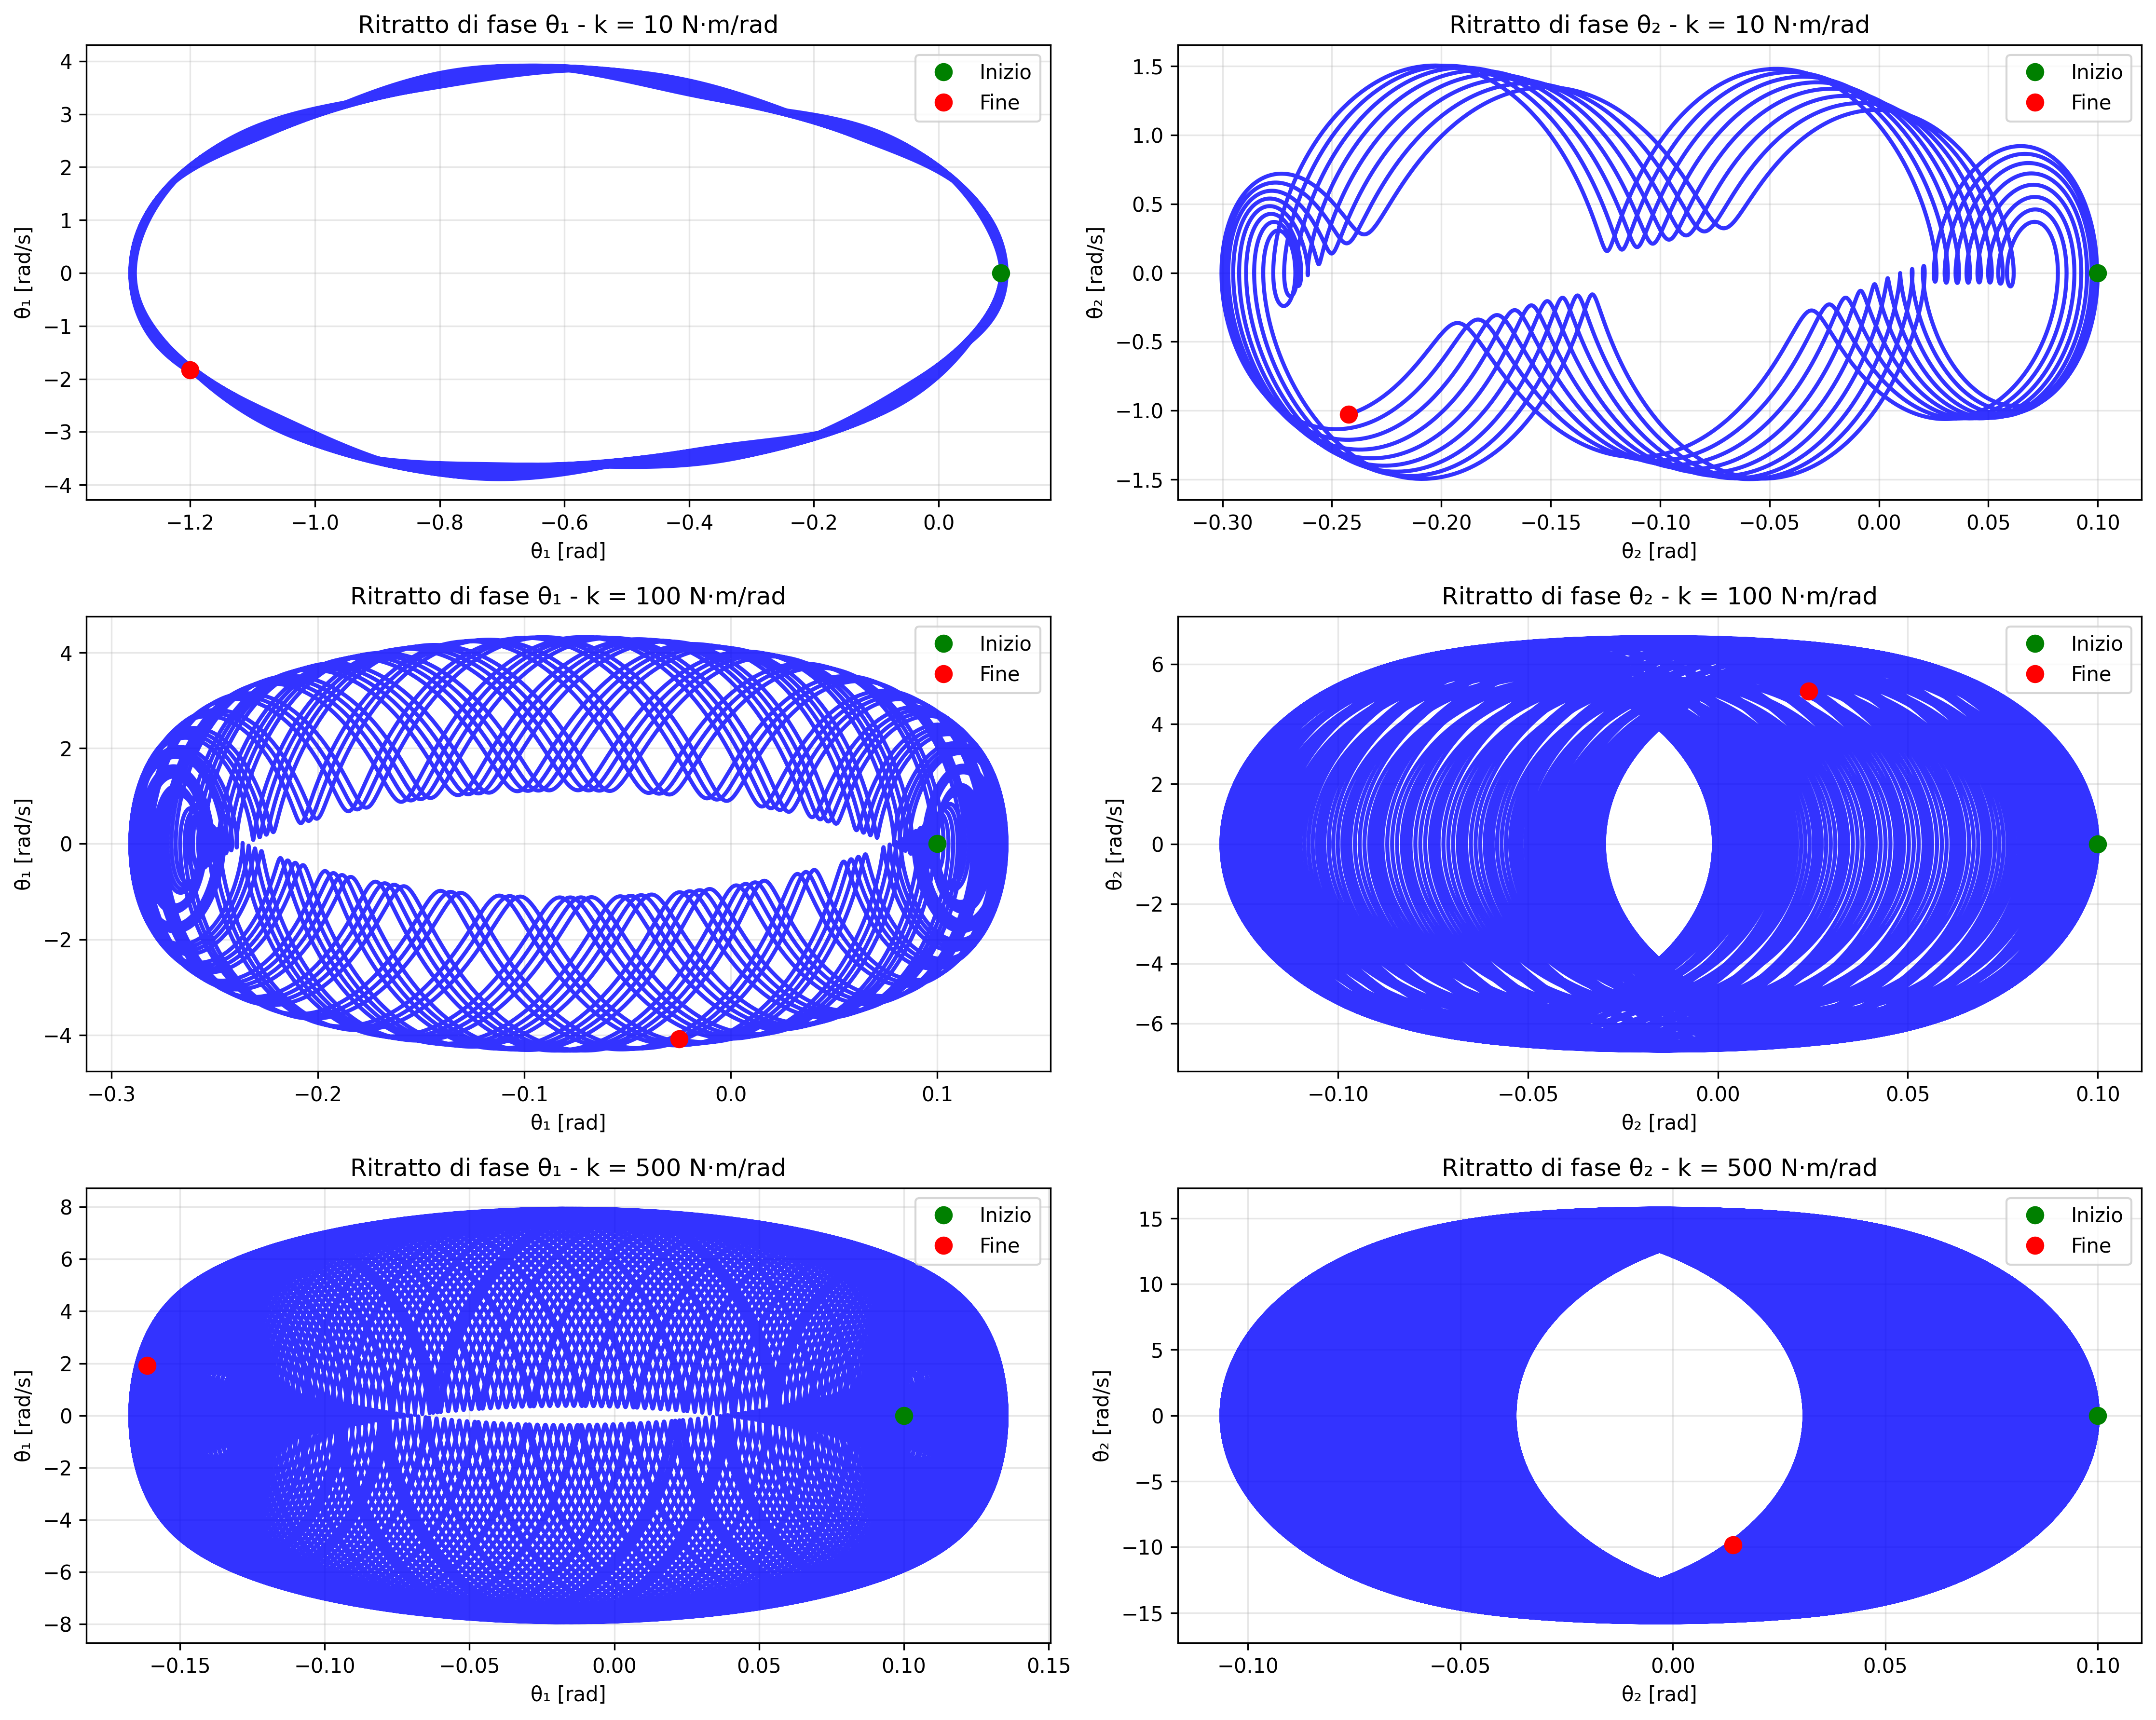 Ritratto di fase θ₁ - k = 10 N·m/rad
4
3
2
1
0
−1
−2
−3
−4
θ̇₁ [rad/s]
Inizio
Fine
−1.2 −1.0 −0.8 −0.6 −0.4 −0.2 0.0
θ₁ [rad]
Ritratto di fase θ₂ - k = 10 N·m/rad
1.5
1.0
0.5
0.0
−0.5
−1.0
−1.5
θ̇₂ [rad/s]
Inizio
Fine
−0.30 −0.25 −0.20 −0.15 −0.10 −0.05 0.00 0.05 0.10
θ₂ [rad]
Ritratto di fase θ₁ - k = 100 N·m/rad
4
2
0
−2
−4
θ̇₁ [rad/s]
Inizio
Fine
−0.3 −0.2 −0.1 0.0 0.1
θ₁ [rad]
Ritratto di fase θ₂ - k = 100 N·m/rad
6
4
2
0
−2
−4
−6
θ̇₂ [rad/s]
Inizio
Fine
−0.10 −0.05 0.00 0.05 0.10
θ₂ [rad]
Ritratto di fase θ₁ - k = 500 N·m/rad
8
6
4
2
0
−2
−4
−6
−8
θ̇₁ [rad/s]
Inizio
Fine
−0.15 −0.10 −0.05 0.00 0.05 0.10 0.15
θ₁ [rad]
Ritratto di fase θ₂ - k = 500 N·m/rad
15
10
5
0
−5
−10
−15
θ̇₂ [rad/s]
Inizio
Fine
−0.10 −0.05 0.00 0.05 0.10
θ₂ [rad]